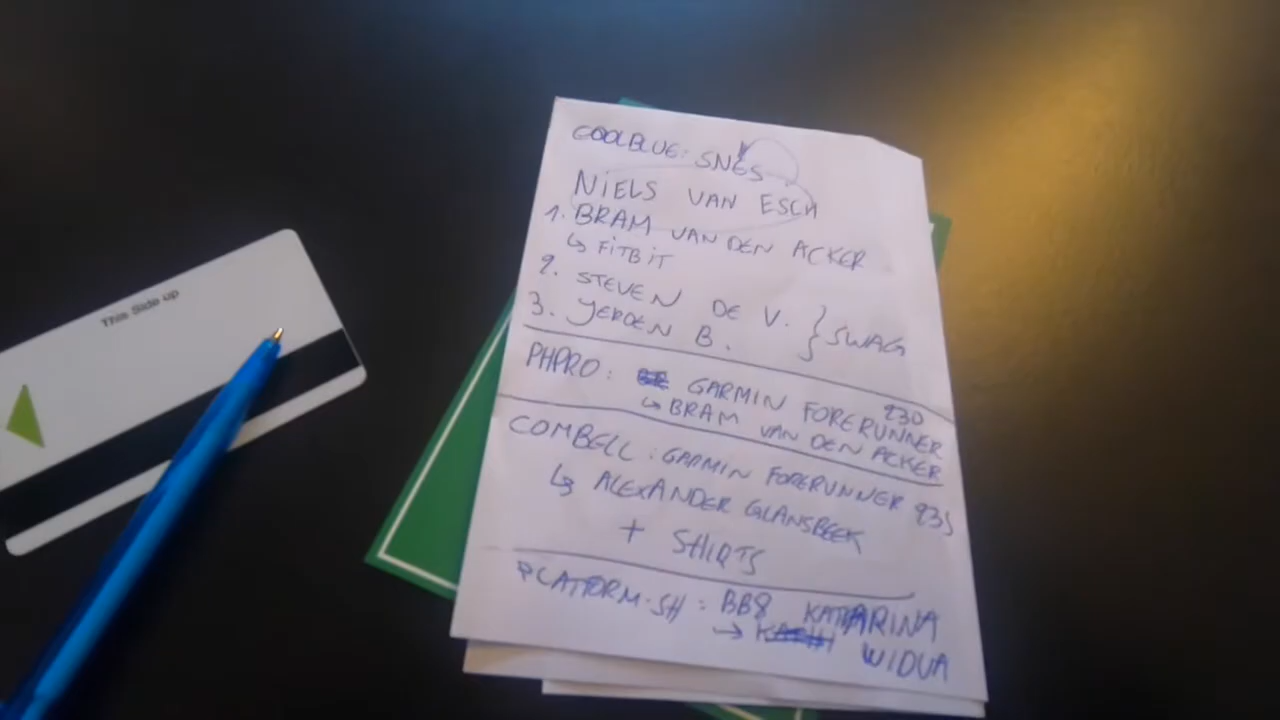 COOLBLUE: SNES
NIELS VAN ESCH
1. BRAM VAN DEN ACKER
↳ FITBIT
2. STEVEN DE V. } SWAG
3. JEROEN B.
PHPRO: GARMIN FORERUNNER 230
↳ BRAM VAN DEN ACKER
COMBELL: GARMIN FORERUNNER 235
↳ ALEXANDER GLANSBEEK
+ SHIRTS
PLATFORM.SH: BB8 KATARINA
→ WIDUA
This Side up